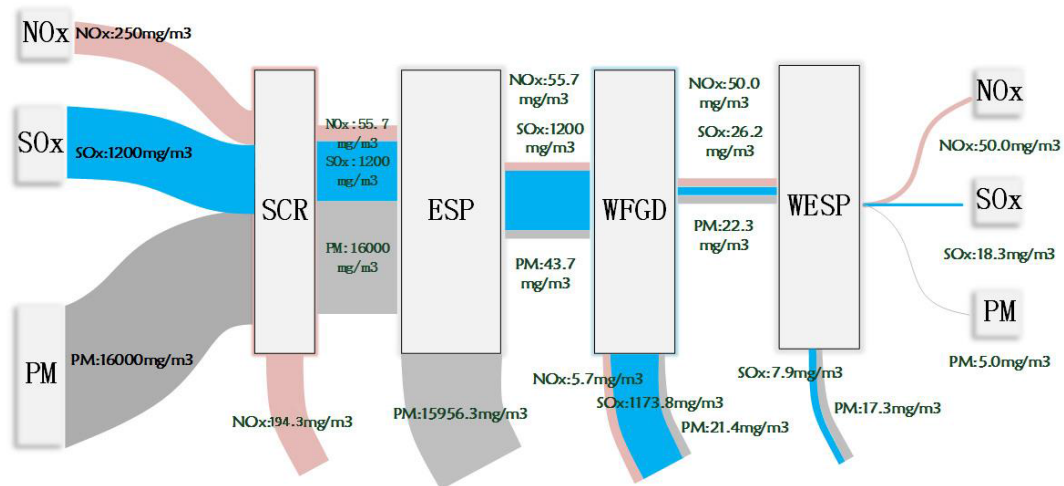 NOx
NOx:250mg/m3
SOx
SOx:1200mg/m3
PM
PM:16000mg/m3
SCR
NOx:194.3mg/m3
NOx:55.7
mg/m3
SOx:1200
mg/m3
PM:16000
mg/m3
ESP
PM:15956.3mg/m3
NOx:55.7
mg/m3
SOx:1200
mg/m3
PM:43.7
mg/m3
WFGD
NOx:5.7mg/m3
SOx:1173.8mg/m3
PM:21.4mg/m3
NOx:50.0
mg/m3
SOx:26.2
mg/m3
PM:22.3
mg/m3
WESP
SOx:7.9mg/m3
PM:17.3mg/m3
NOx
NOx:50.0mg/m3
SOx
SOx:18.3mg/m3
PM
PM:5.0mg/m3